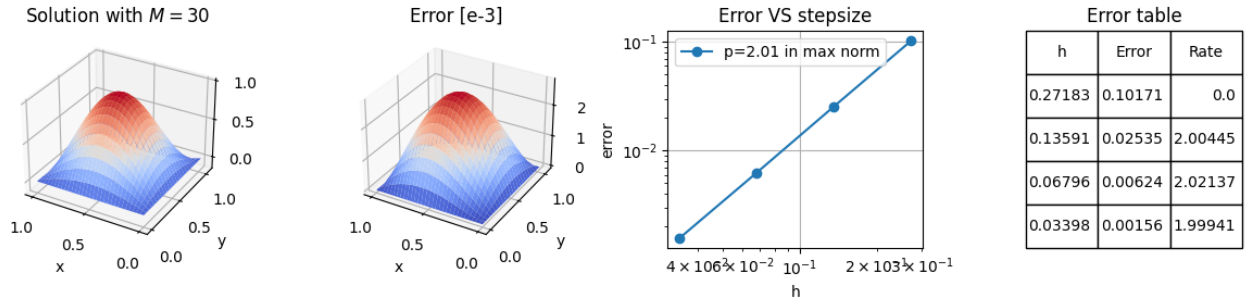 Solution with M = 30
1.0
0.5
0.0
1.0
0.5
0.0
1.0
0.5
0.0
x
y
Error [e-3]
2
1
0
1.0
0.5
0.0
1.0
0.5
0.0
x
y
Error VS stepsize
p=2.01 in max norm
10⁻¹
10⁻²
error
10⁻¹
h
Error table
h Error Rate
0.27183 0.10171 0.0
0.13591 0.02535 2.00445
0.06796 0.00624 2.02137
0.03398 0.00156 1.99941